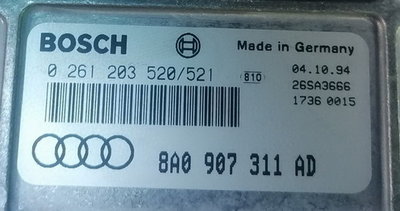 BOSCH
Made in Germany
0 261 203 520/521
810
04.10.94
26SA3666
1736 0015
8A0 907 311 AD